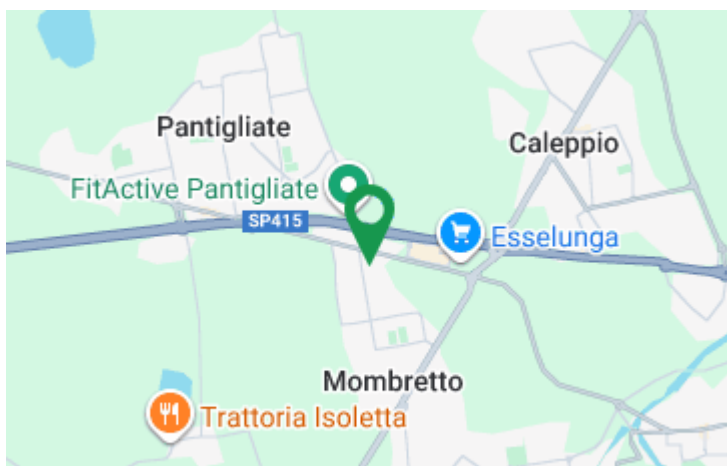 Pantigliate
Caleppio
FitActive Pantigliate
SP415
Esselunga
Mombretto
Trattoria Isoletta